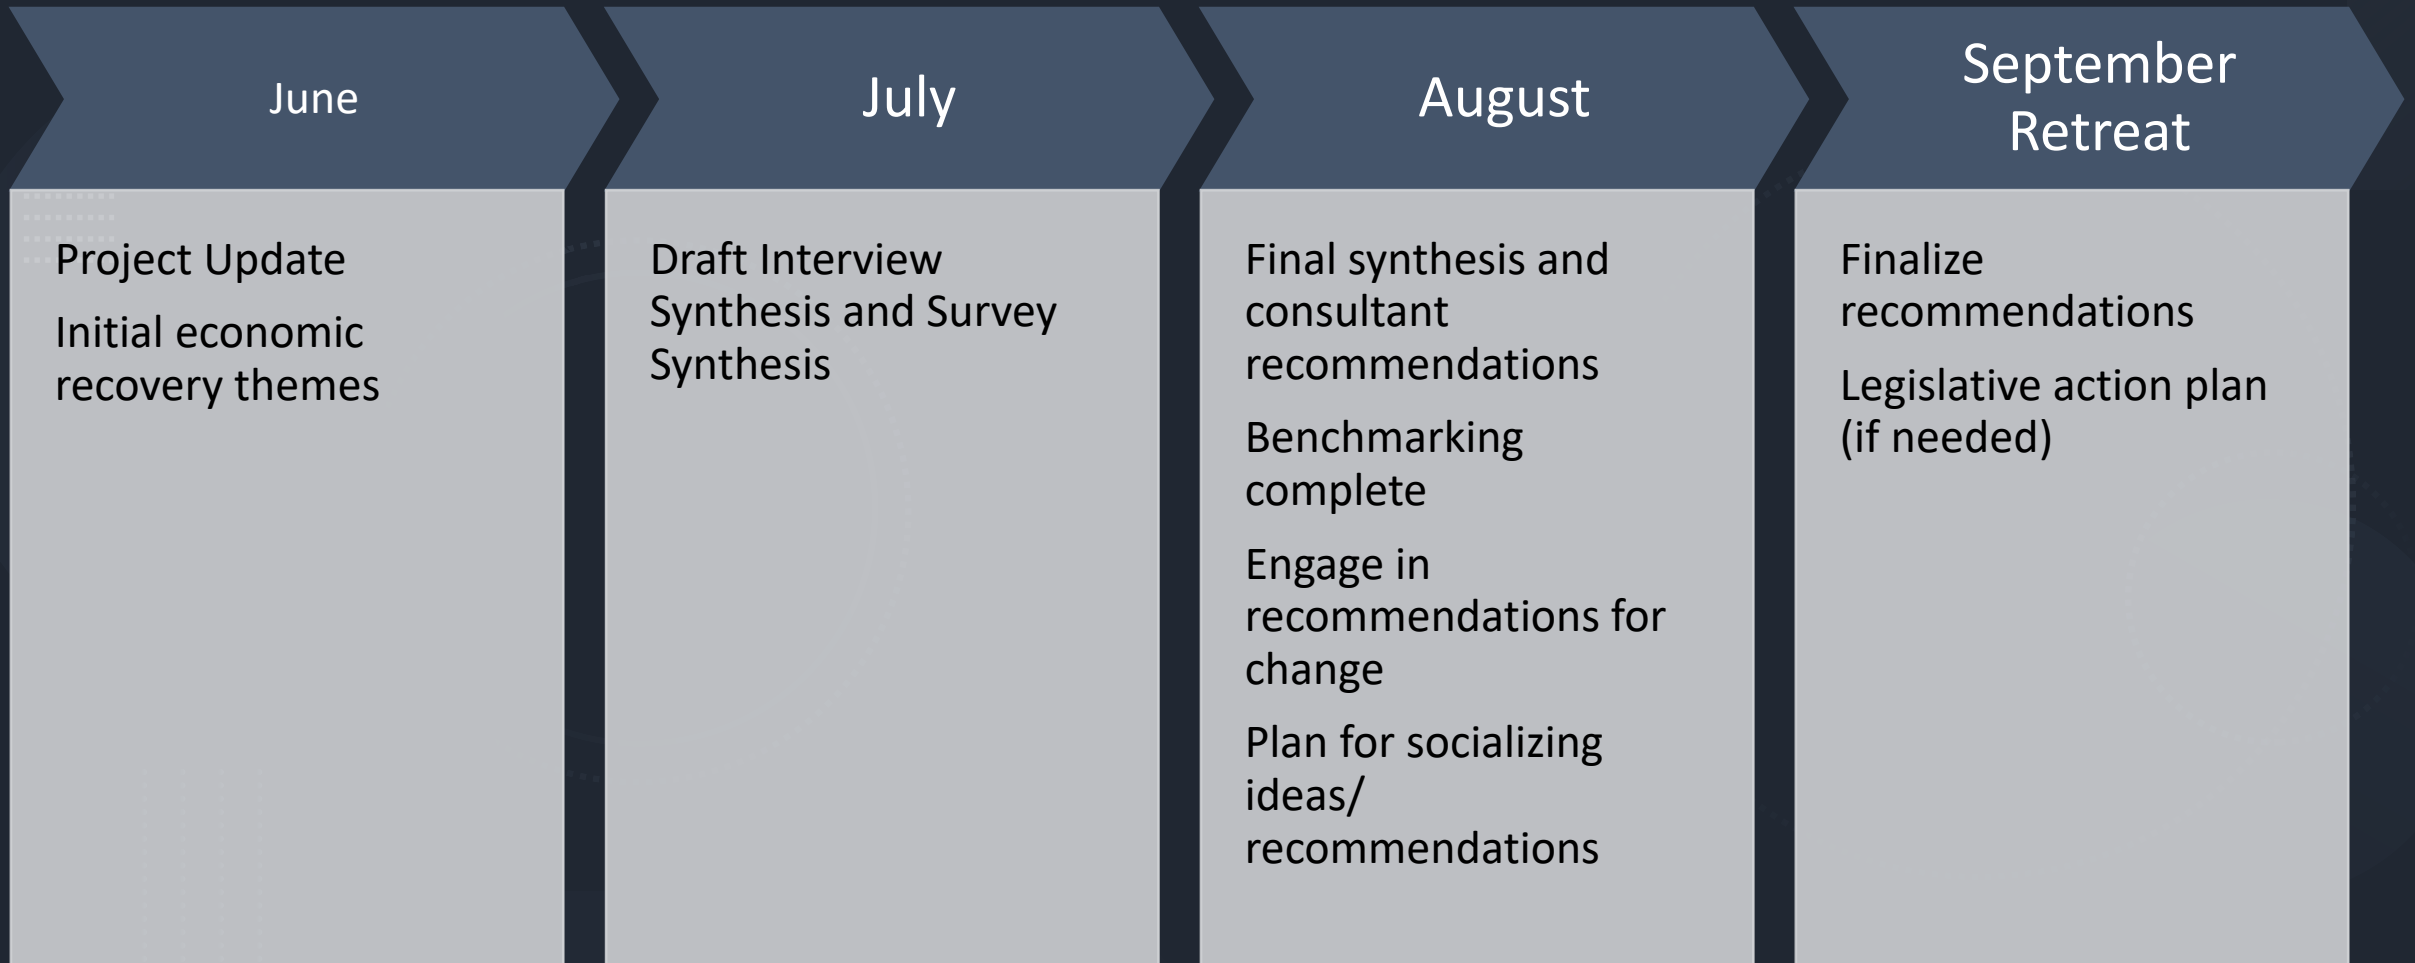 June
Project Update
Initial economic
recovery themes
July
Draft Interview
Synthesis and Survey
Synthesis
August
Final synthesis and
consultant
recommendations
Benchmarking
complete
Engage in
recommendations for
change
Plan for socializing
ideas/
recommendations
September
Retreat
Finalize
recommendations
Legislative action plan
(if needed)